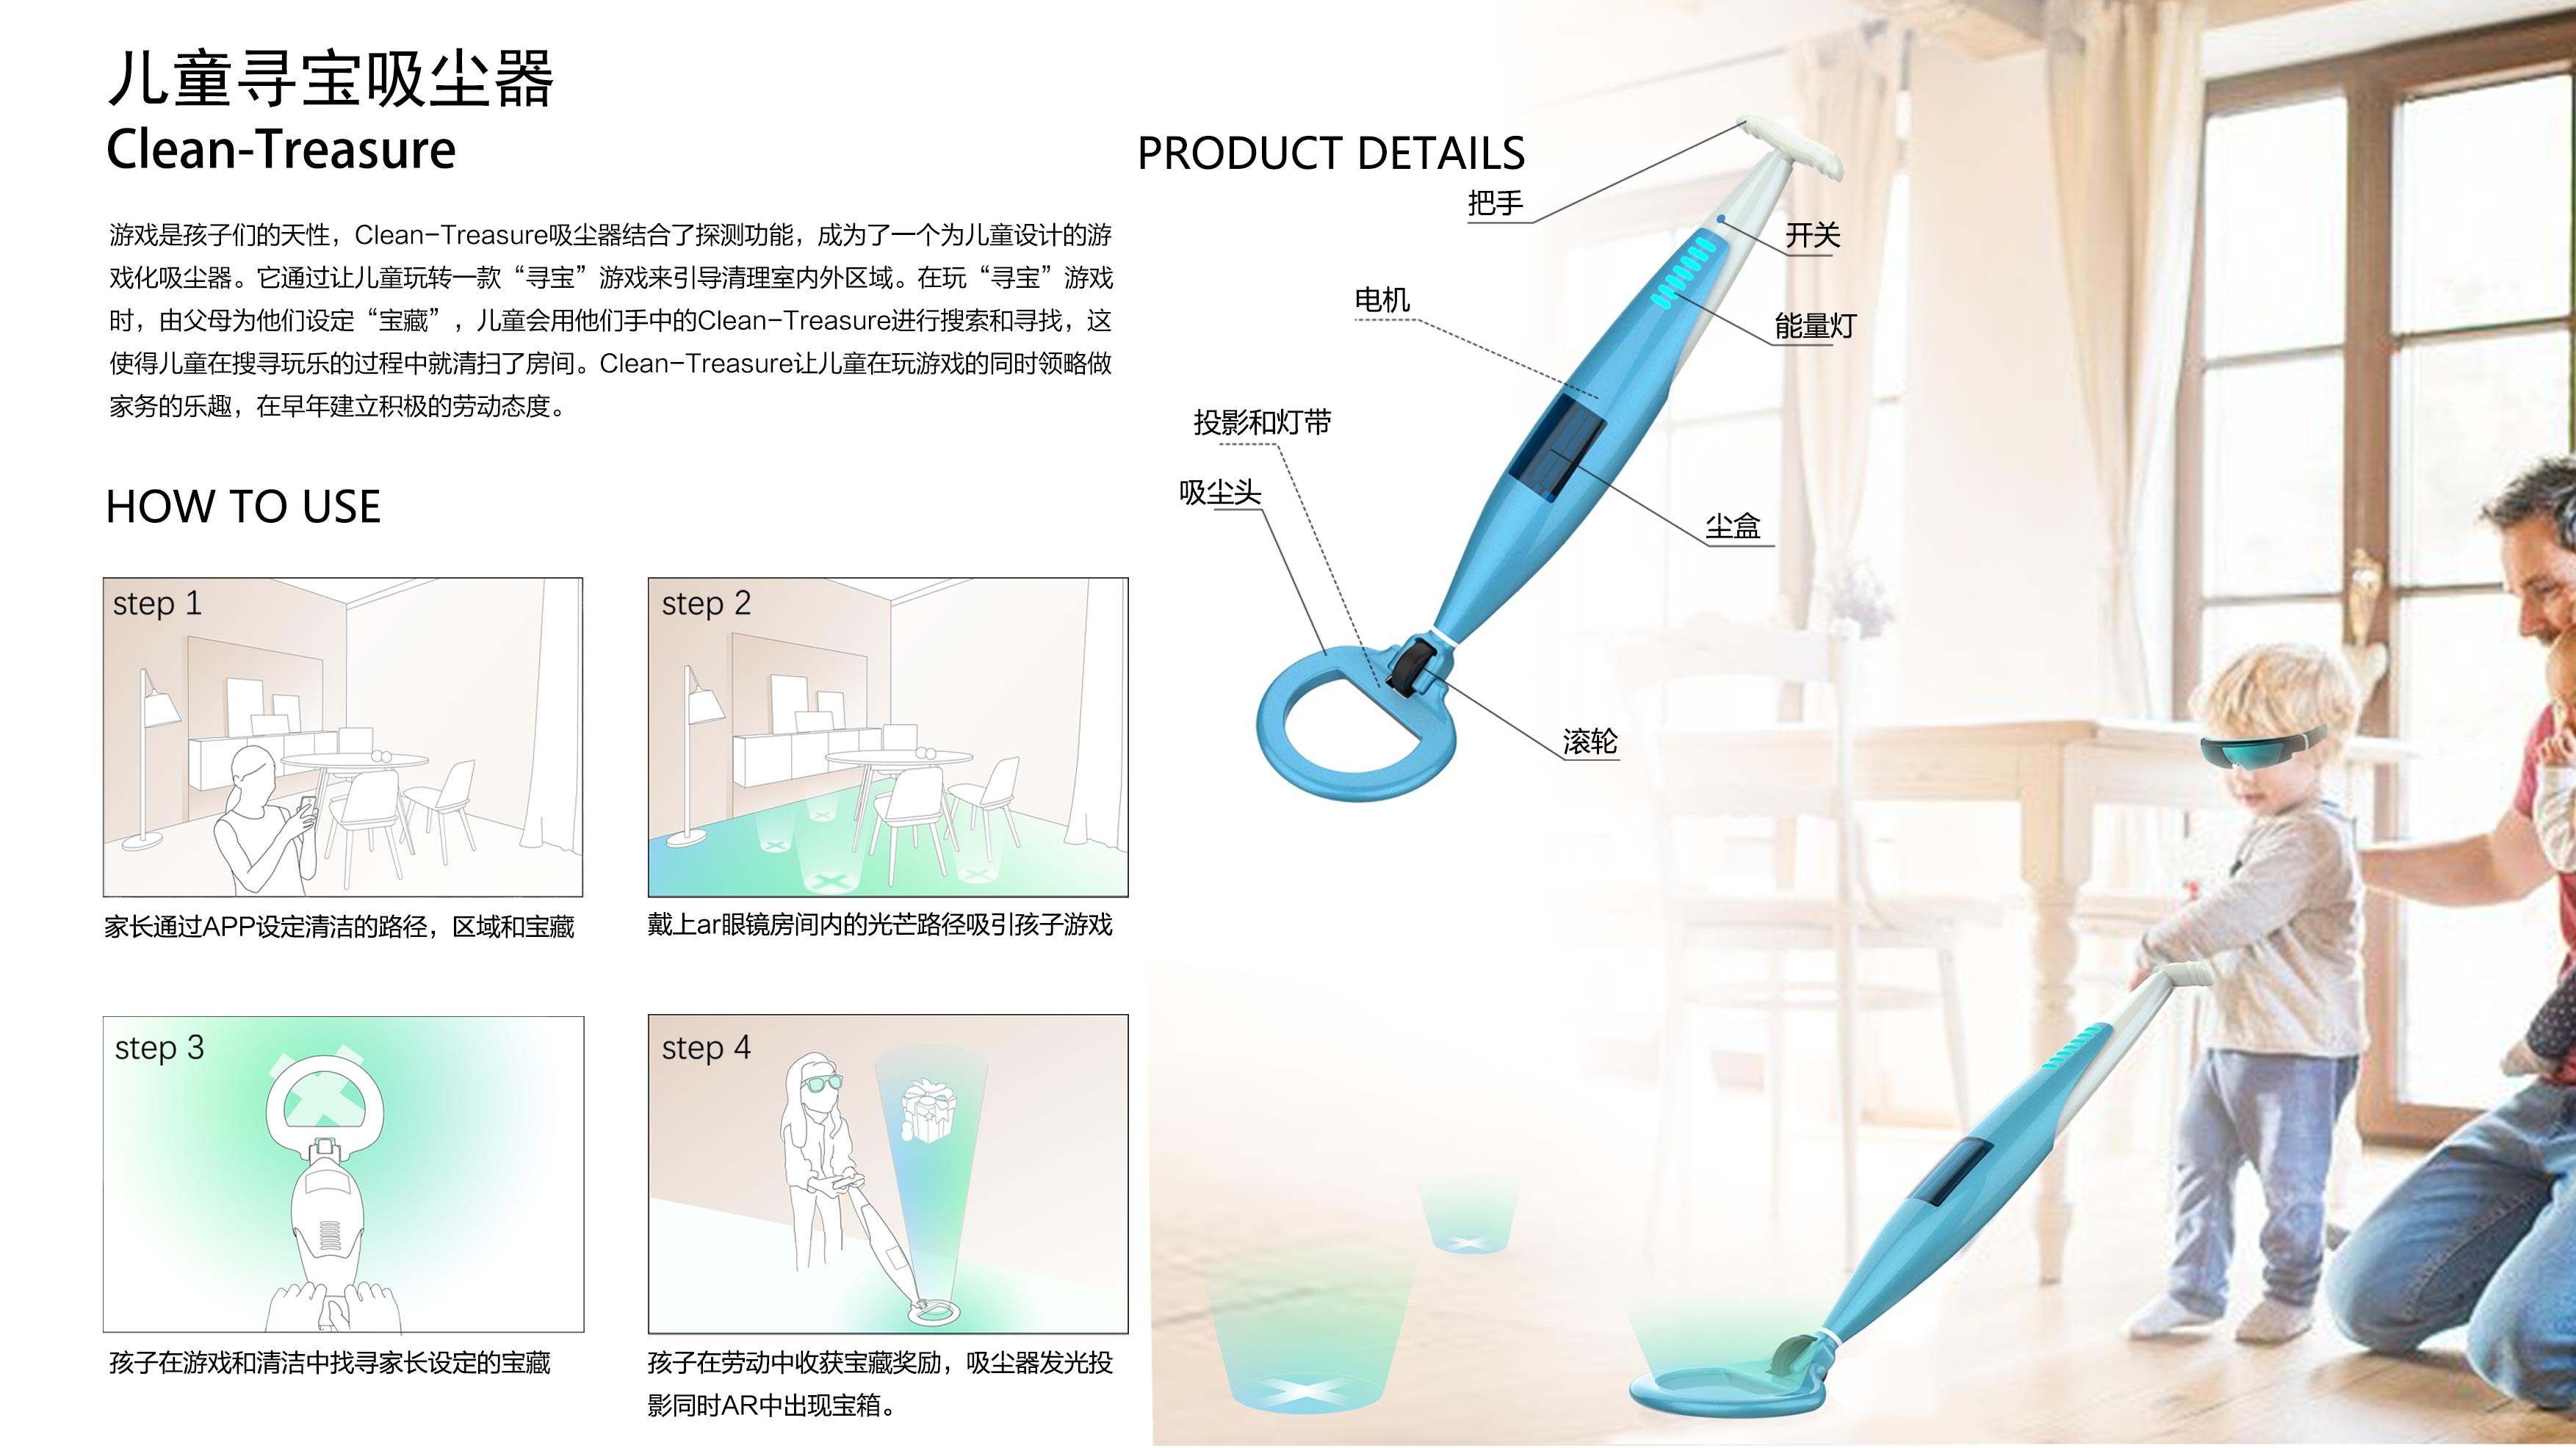 儿童寻宝吸尘器
Clean-Treasure
游戏是孩子们的天性，Clean-Treasure吸尘器结合了探测功能，成为了一个为儿童设计的游
戏化吸尘器。它通过让儿童玩转一款“寻宝”游戏来引导清理室内外区域。在玩“寻宝”游戏
时，由父母为他们设定“宝藏”，儿童会用他们手中的Clean-Treasure进行搜索和寻找，这
使得儿童在搜寻玩乐的过程中就清扫了房间。Clean-Treasure让儿童在玩游戏的同时领略做
家务的乐趣，在早年建立积极的劳动态度。
HOW TO USE
step 1
家长通过APP设定清洁的路径，区域和宝藏
step 2
戴上ar眼镜房间内的光芒路径吸引孩子游戏
step 3
孩子在游戏和清洁中找寻家长设定的宝藏
step 4
孩子在劳动中收获宝藏奖励，吸尘器发光投
影同时AR中出现宝箱。
PRODUCT DETAILS
把手
开关
电机
能量灯
投影和灯带
吸尘头
尘盒
滚轮